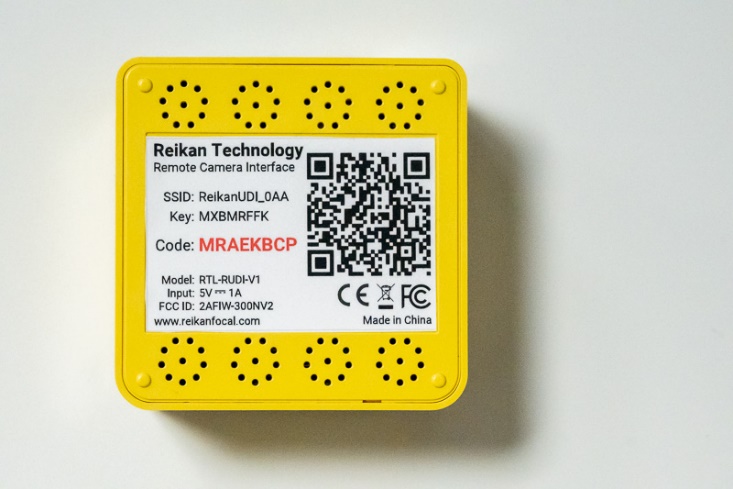 Reikan Technology
Remote Camera Interface
SSID: ReikanUDI_0AA
Key: MXBMRFFK
Code: MRAEKBCP
Model: RTL-RUDI-V1
Input: 5V ⎓ 1A
FCC ID: 2AFIW-300NV2
www.reikanfocal.com
CE FC
Made in China